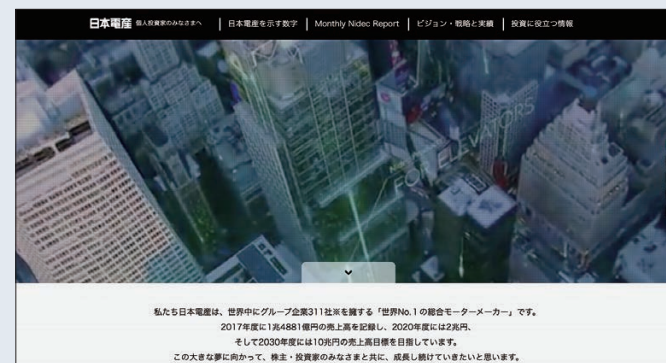 日本電産 個人投資家のみなさまへ | 日本電産を示す数字 | Monthly Nidec Report | ビジョン・戦略と実績 | 投資に役立つ情報
FOR ELEVATORS
私たち日本電産は、世界中にグループ企業311社※を擁する「世界No.1の総合モーターメーカー」です。
2017年度に1兆4881億円の売上高を記録し、2020年度には2兆円、
そして2030年度には10兆円の売上高目標を目指しています。
この大きな夢に向かって、株主・投資家のみなさまと共に、成長し続けていきたいと思います。